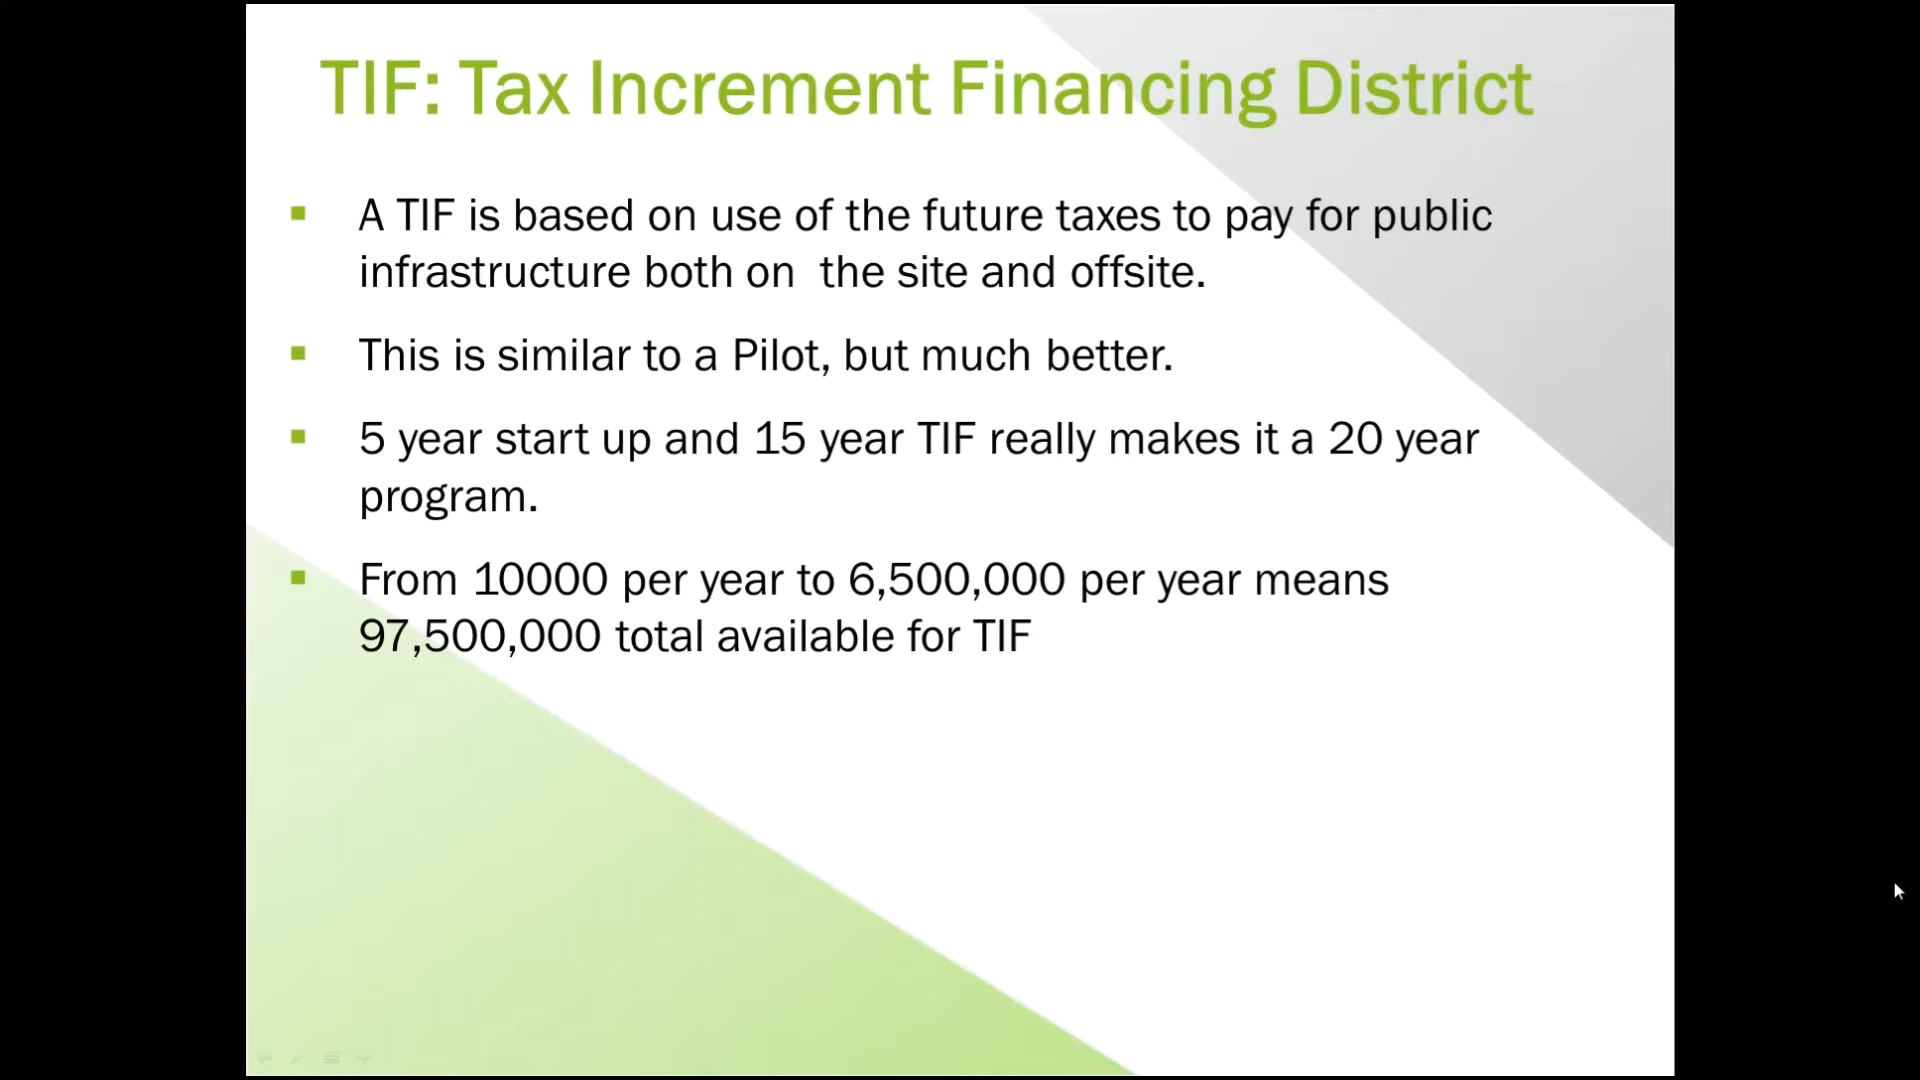 TIF: Tax Increment Financing District
▪ A TIF is based on use of the future taxes to pay for public
infrastructure both on  the site and offsite.
▪ This is similar to a Pilot, but much better.
▪ 5 year start up and 15 year TIF really makes it a 20 year
program.
▪ From 10000 per year to 6,500,000 per year means
97,500,000 total available for TIF